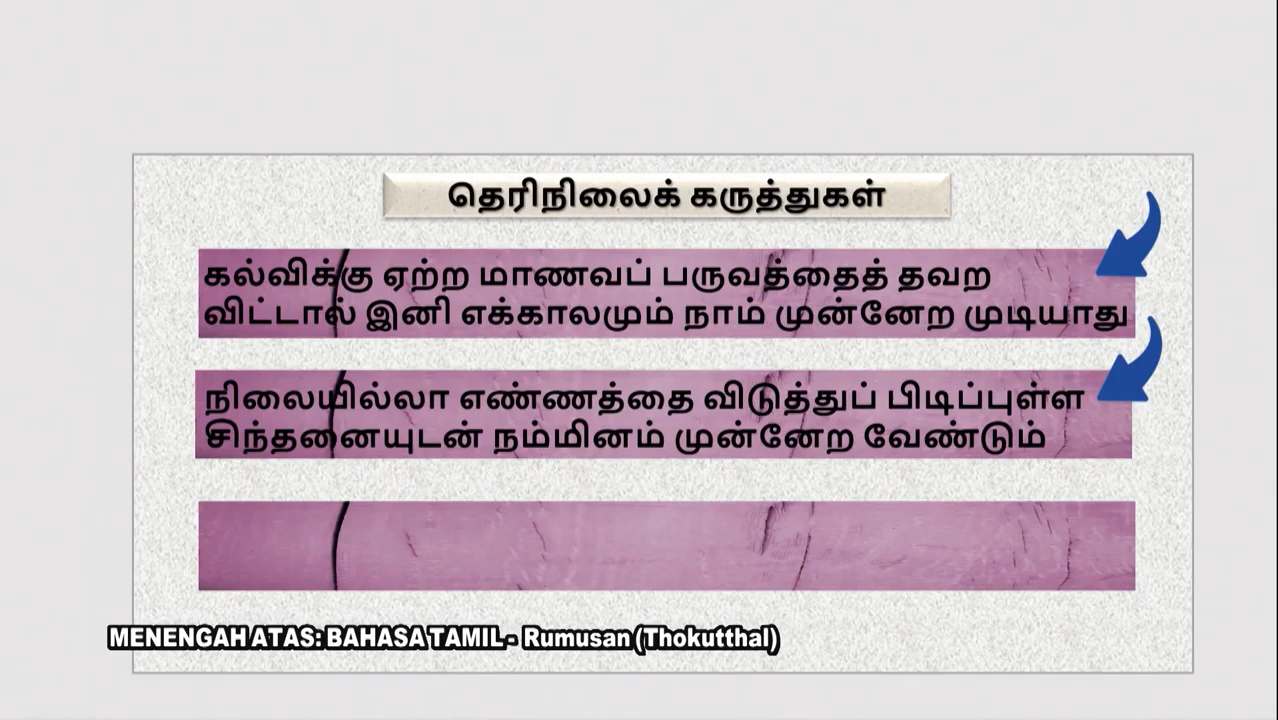 தெரிநிலைக் கருத்துகள்
கல்விக்கு ஏற்ற மாணவப் பருவத்தைத் தவற
விட்டால் இனி எக்காலமும் நாம் முன்னேற முடியாது
நிலையில்லா எண்ணத்தை விடுத்துப் பிடிப்புள்ள
சிந்தனையுடன் நம்மினம் முன்னேற வேண்டும்
MENENGAH ATAS: BAHASA TAMIL - Rumusan (Thokutthal)